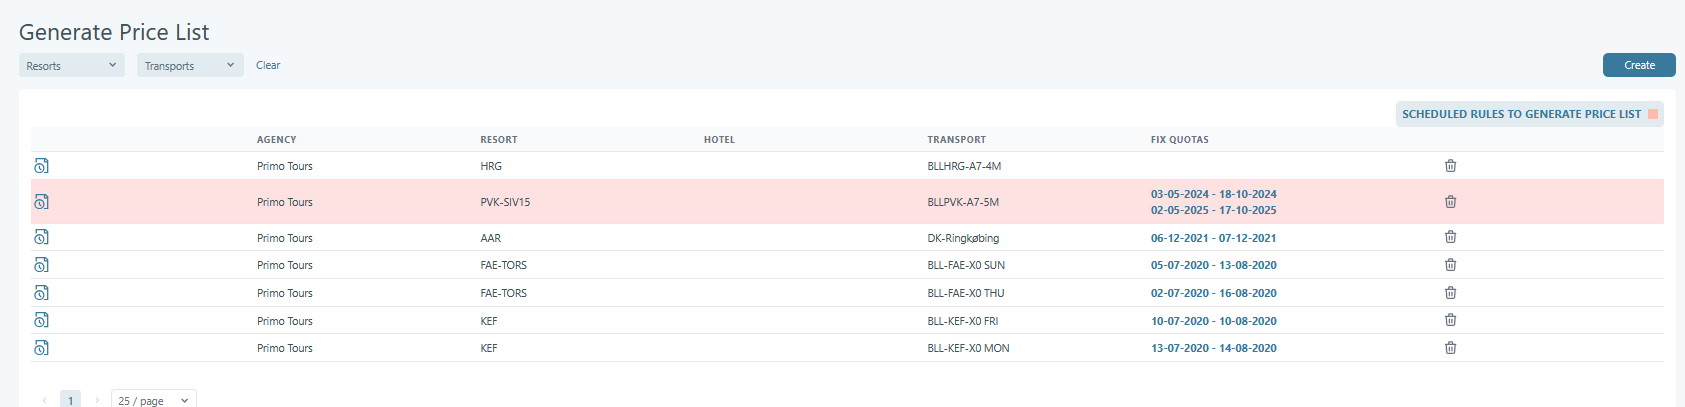 Generate Price List
Resorts Transports Clear Create
SCHEDULED RULES TO GENERATE PRICE LIST
AGENCY RESORT HOTEL TRANSPORT FIX QUOTAS
Primo Tours HRG BLLHRG-A7-4M
Primo Tours PVK-SIV15 BLLPVK-A7-5M 03-05-2024 - 18-10-2024
02-05-2025 - 17-10-2025
Primo Tours AAR DK-Ringkøbing 06-12-2021 - 07-12-2021
Primo Tours FAE-TORS BLL-FAE-X0 SUN 05-07-2020 - 13-08-2020
Primo Tours FAE-TORS BLL-FAE-X0 THU 02-07-2020 - 16-08-2020
Primo Tours KEF BLL-KEF-X0 FRI 10-07-2020 - 10-08-2020
Primo Tours KEF BLL-KEF-X0 MON 13-07-2020 - 14-08-2020
1 25 / page